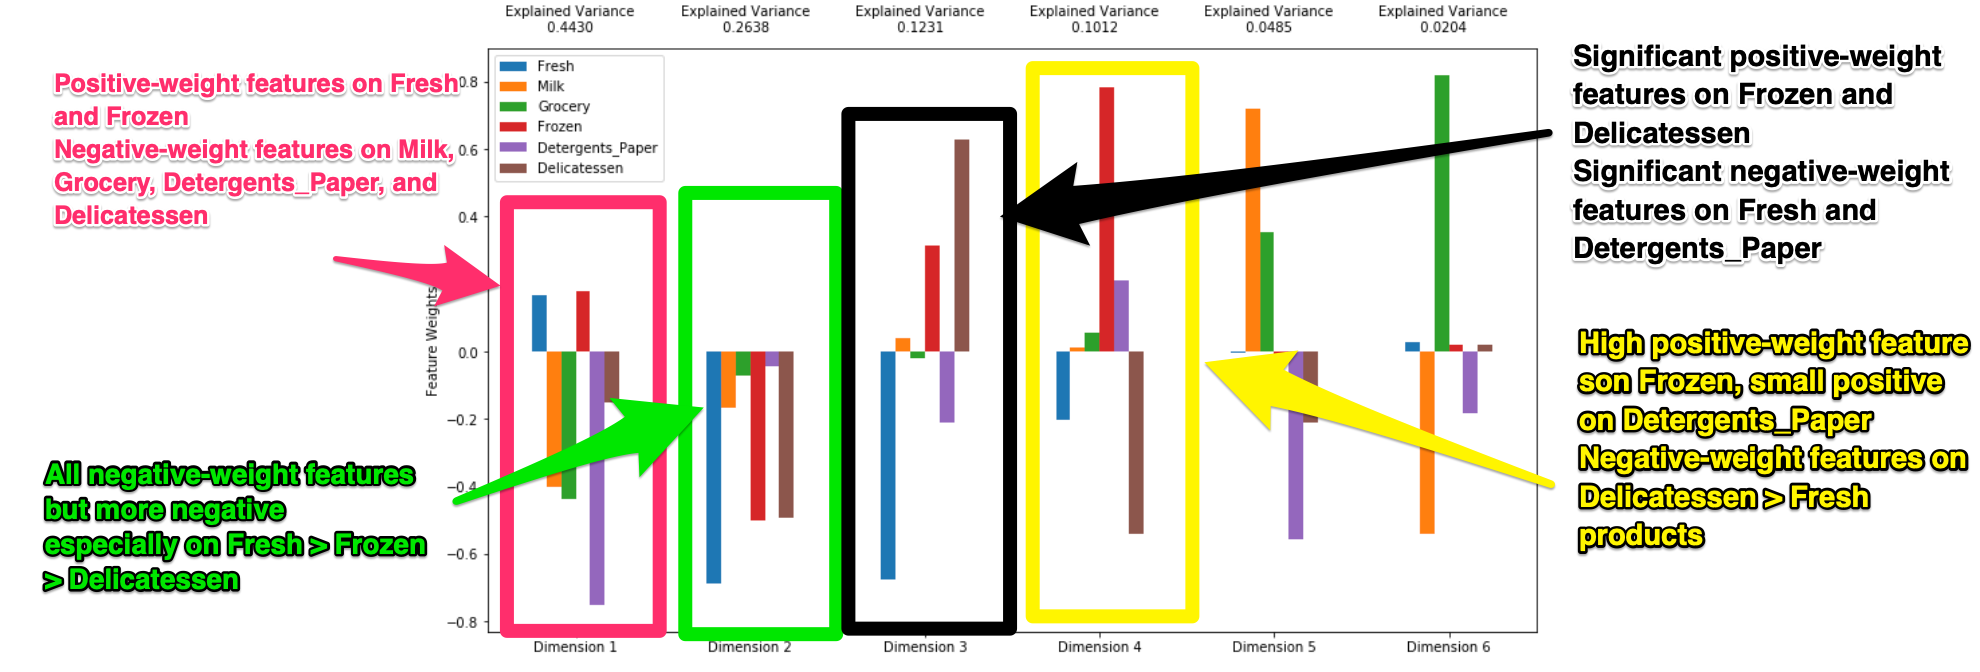 Explained Variance
0.4430
Explained Variance
0.2638
Explained Variance
0.1231
Explained Variance
0.1012
Explained Variance
0.0485
Explained Variance
0.0204
Positive-weight features on Fresh
and Frozen
Negative-weight features on Milk,
Grocery, Detergents_Paper, and
Delicatessen
All negative-weight features
but more negative
especially on Fresh > Frozen
> Delicatessen
Feature Weights
0.8
0.6
0.4
0.0
−0.2
−0.4
−0.6
−0.8
Fresh
Milk
Grocery
Frozen
Detergents_Paper
Delicatessen
Dimension 1
Dimension 2
Dimension 3
Dimension 4
Dimension 5
Dimension 6
Significant positive-weight
features on Frozen and
Delicatessen
Significant negative-weight
features on Fresh and
Detergents_Paper
High positive-weight feature
son Frozen, small positive
on Detergents_Paper
Negative-weight features on
Delicatessen > Fresh
products